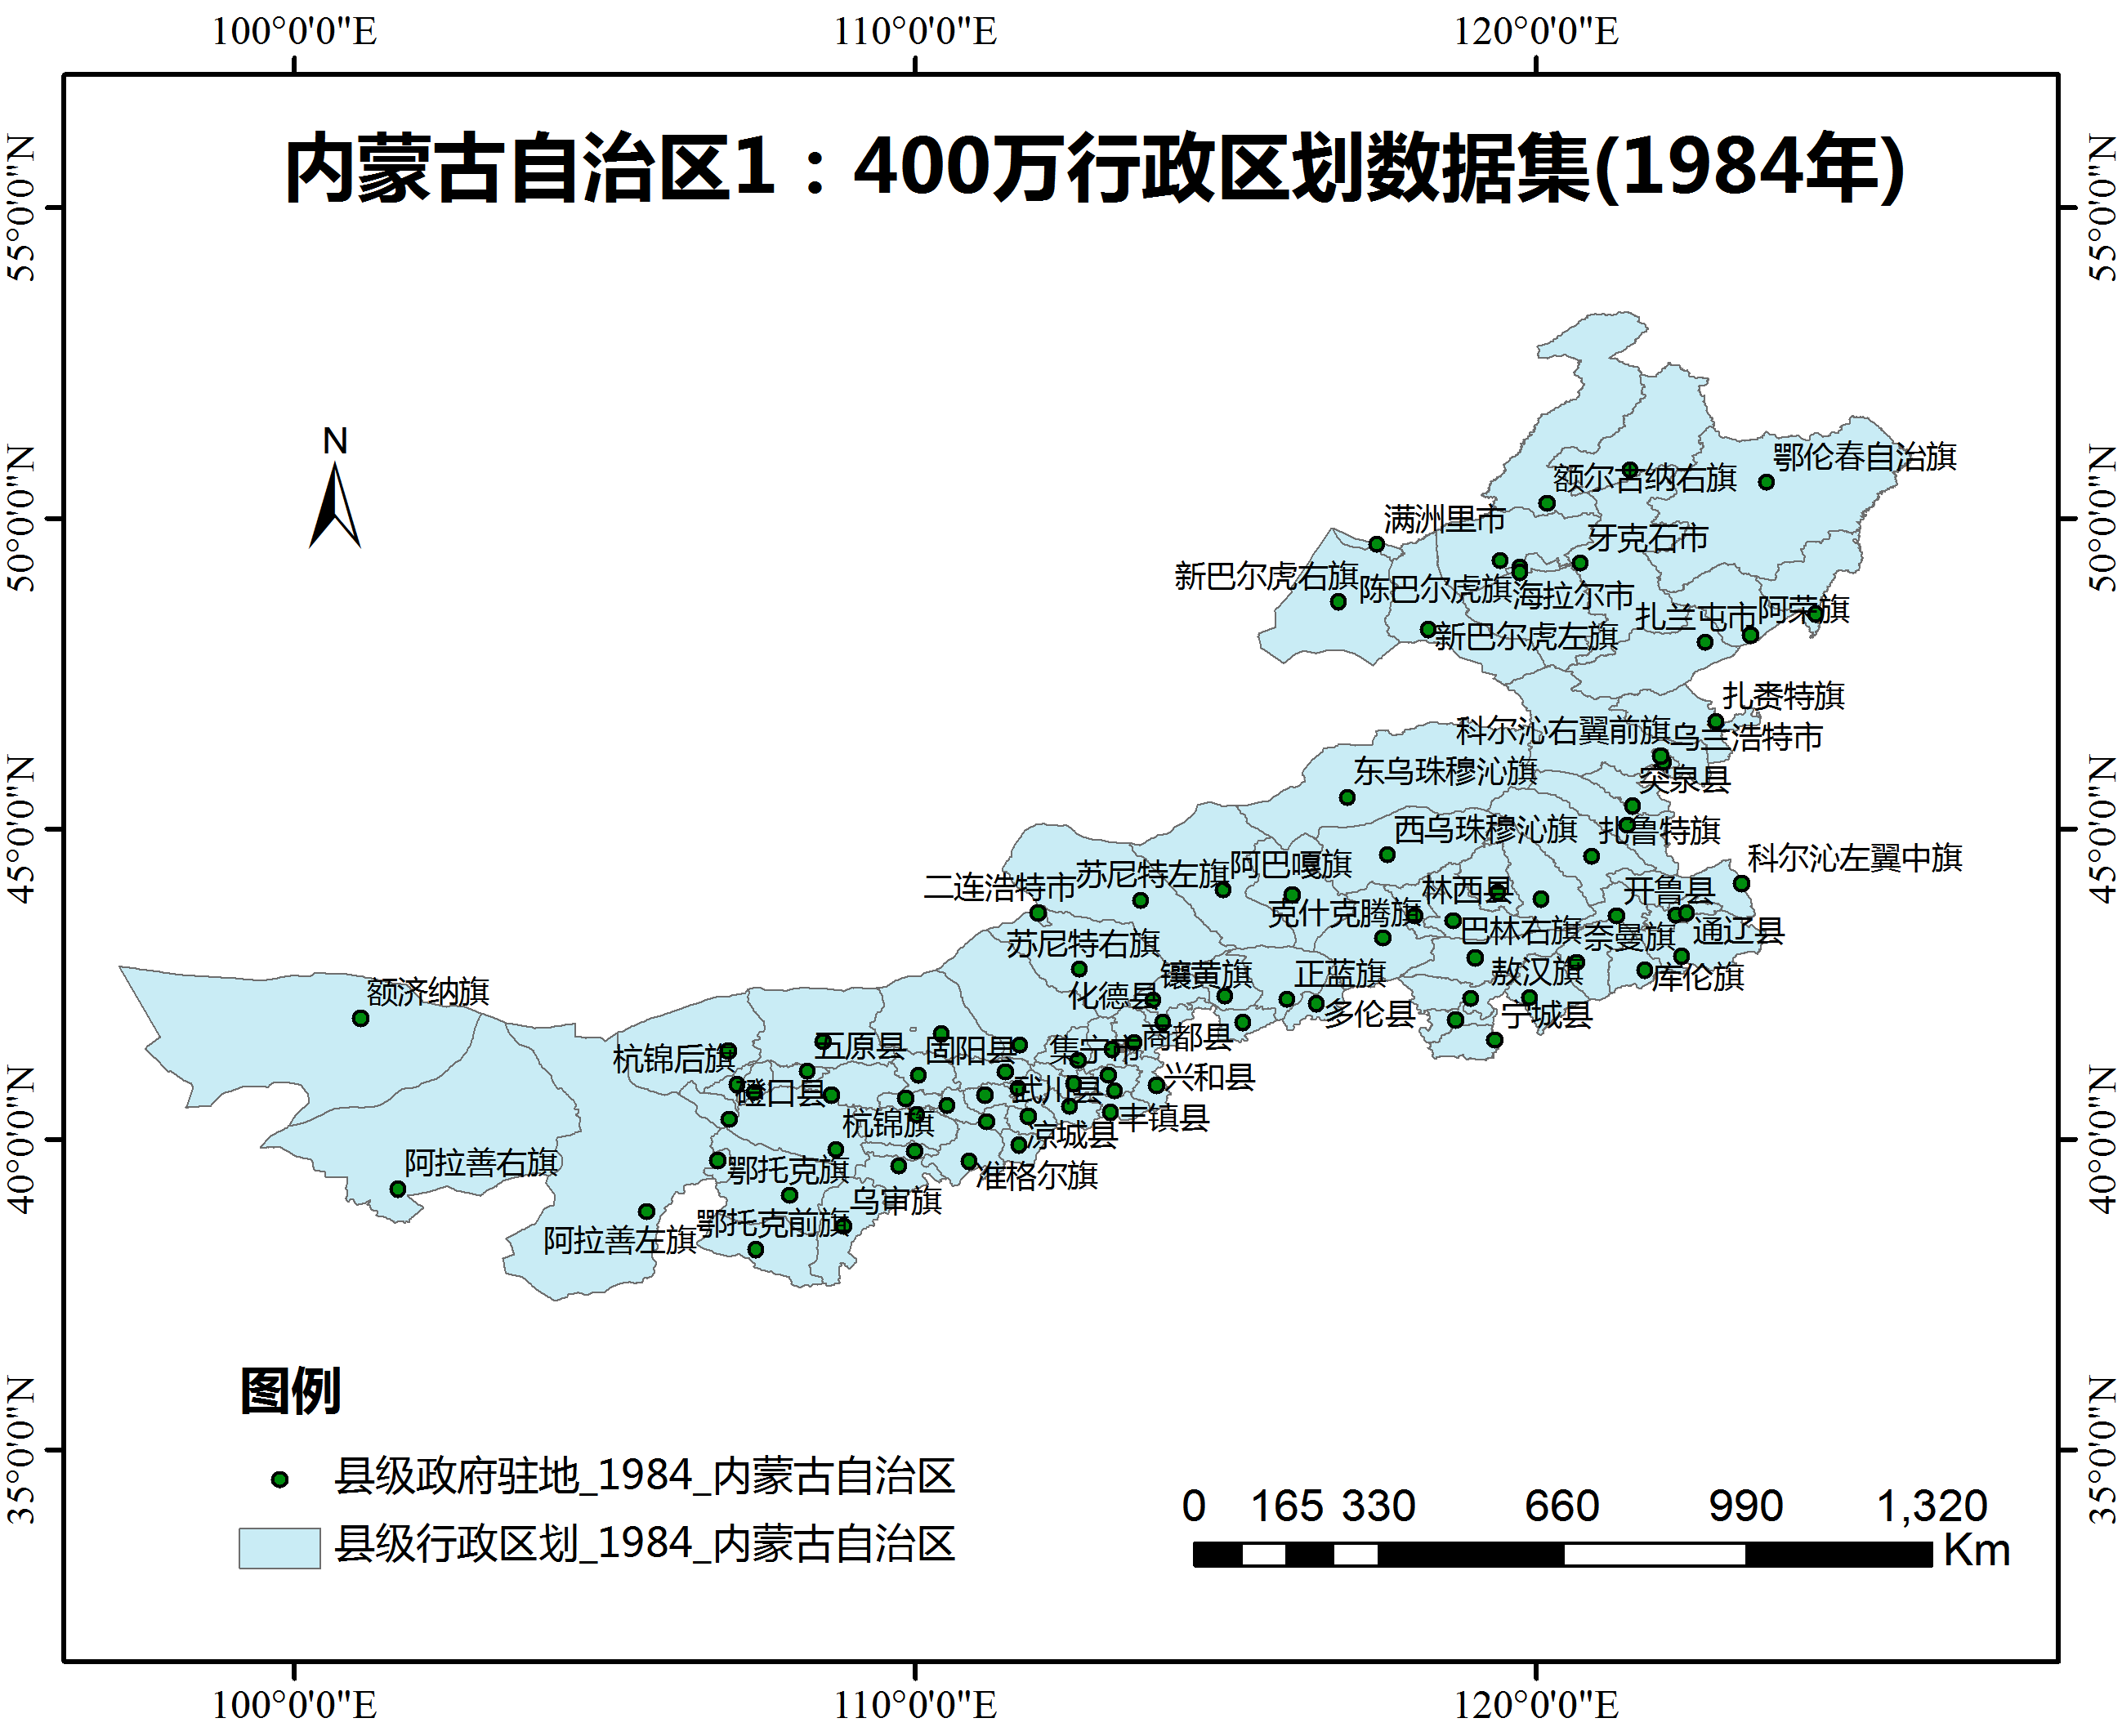 100°0'0"E 110°0'0"E 120°0'0"E
内蒙古自治区1：400万行政区划数据集(1984年)
55°0'0"N 55°0'0"N
N
鄂伦春自治旗
额尔古纳右旗
50°0'0"N 50°0'0"N
满洲里市
牙克石市
新巴尔虎右旗
陈巴尔虎旗
海拉尔市
阿荣旗
扎兰屯市
新巴尔虎左旗
扎赉特旗
科尔沁右翼前旗
乌兰浩特市
东乌珠穆沁旗
突泉县
45°0'0"N 45°0'0"N
西乌珠穆沁旗
扎鲁特旗
科尔沁左翼中旗
阿巴嘎旗
苏尼特左旗
二连浩特市
林西县
开鲁县
克什克腾旗
巴林右旗
奈曼旗
通辽县
苏尼特右旗
镶黄旗
正蓝旗
敖汉旗
库伦旗
额济纳旗
化德县
多伦县
宁城县
商都县
集宁市
固阳县
五原县
杭锦后旗
兴和县
武川县
磴口县
丰镇县
杭锦旗
凉城县
40°0'0"N 40°0'0"N
阿拉善右旗
鄂托克旗
准格尔旗
乌审旗
鄂托克前旗
阿拉善左旗
图例
35°0'0"N 35°0'0"N
县级政府驻地_1984_内蒙古自治区
县级行政区划_1984_内蒙古自治区
0 165 330 660 990 1,320
Km
100°0'0"E 110°0'0"E 120°0'0"E